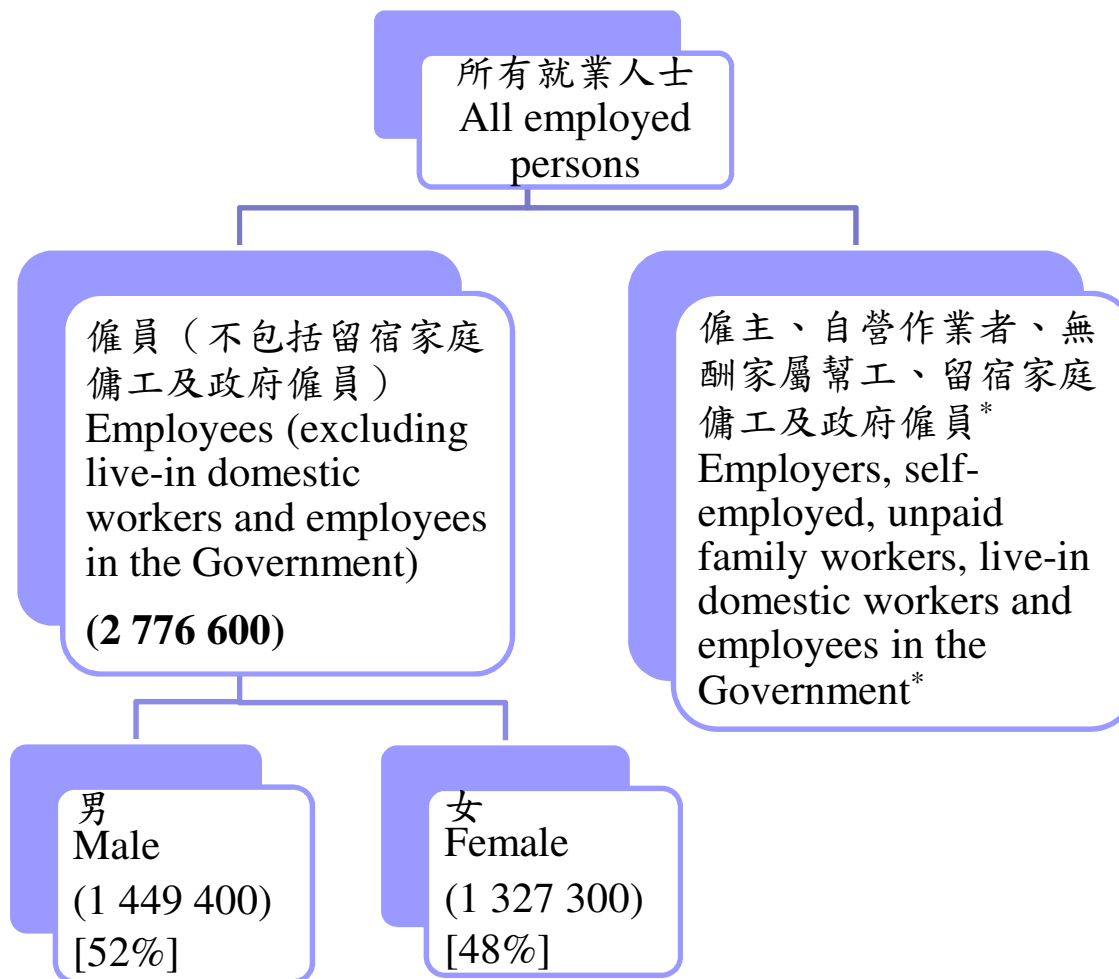 所有就業人士
All employed
persons
僱員（不包括留宿家庭
傭工及政府僱員）
Employees (excluding
live-in domestic
workers and employees
in the Government)
(2 776 600)
僱主、自營作業者、無
酬家屬幫工、留宿家庭
傭工及政府僱員*
Employers, self-
employed, unpaid
family workers, live-in
domestic workers and
employees in the
Government*
男
Male
(1 449 400)
[52%]
女
Female
(1 327 300)
[48%]